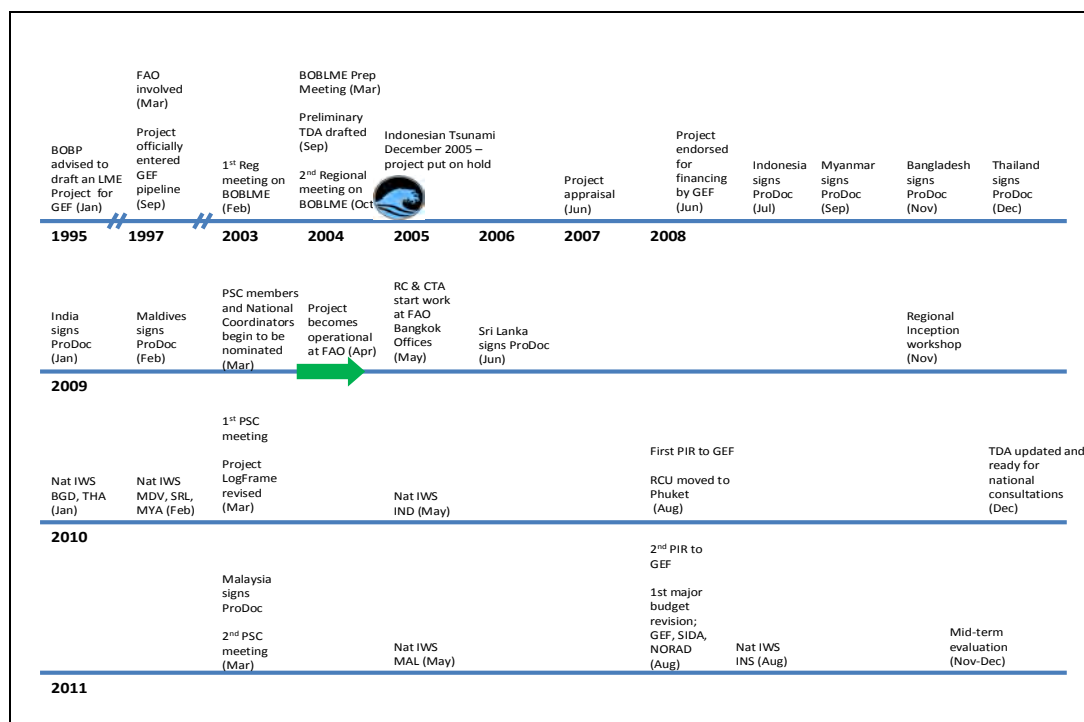 BOBP
advised to
draft an LME
Project for
GEF (Jan)
FAO
involved
(Mar)
Project
officially
entered
GEF
pipeline
(Sep)
1st Reg
meeting on
BOBLME
(Feb)
BOBLME Prep
Meeting (Mar)
Preliminary
TDA drafted
(Sep)
2nd Regional
meeting on
BOBLME (Oct
Indonesian Tsunami
December 2005 –
project put on hold
Project
appraisal
(Jun)
Project
endorsed
for
financing
by GEF
(Jun)
Indonesia
signs
ProDoc
(Jul)
Myanmar
signs
ProDoc
(Sep)
Bangladesh
signs
ProDoc
(Nov)
Thailand
signs
ProDoc
(Dec)
1995
1997
2003
2004
2005
2006
2007
2008
India
signs
ProDoc
(Jan)
Maldives
signs
ProDoc
(Feb)
PSC members
and National
Coordinators
begin to be
nominated
(Mar)
Project
becomes
operational
at FAO (Apr)
RC & CTA
start work
at FAO
Bangkok
Offices
(May)
Sri Lanka
signs ProDoc
(Jun)
Regional
Inception
workshop
(Nov)
2009
Nat IWS
BGD, THA
(Jan)
Nat IWS
MDV, SRL,
MYA (Feb)
1st PSC
meeting
Project
LogFrame
revised
(Mar)
Nat IWS
IND (May)
First PIR to GEF
RCU moved to
Phuket
(Aug)
TDA updated and
ready for
national
consultations
(Dec)
2010
Malaysia
signs
ProDoc
2nd PSC
meeting
(Mar)
Nat IWS
MAL (May)
2nd PIR to
GEF
1st major
budget
revision;
GEF, SIDA,
NORAD
(Aug)
Nat IWS
INS (Aug)
Mid-term
evaluation
(Nov-Dec)
2011